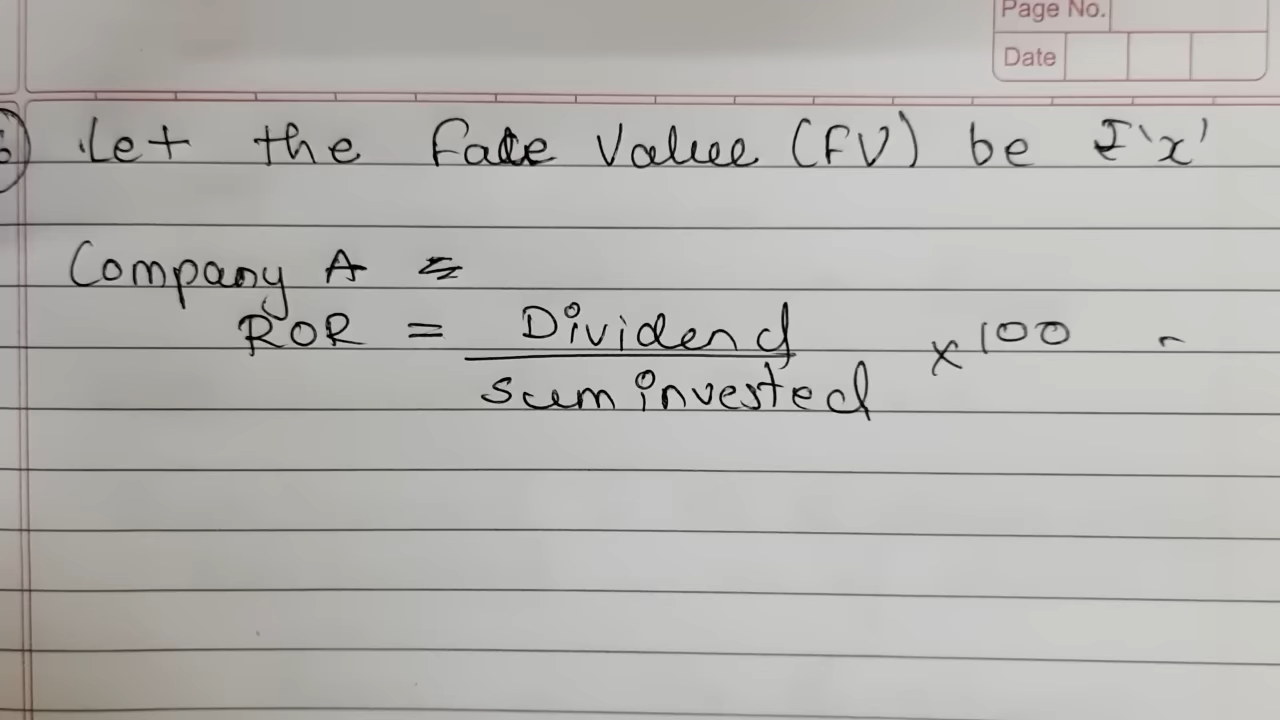 Page No.
Date
Let the Face Value (FV) be ₹'x'
Company A =
ROR = Dividend
sum invested
× 100